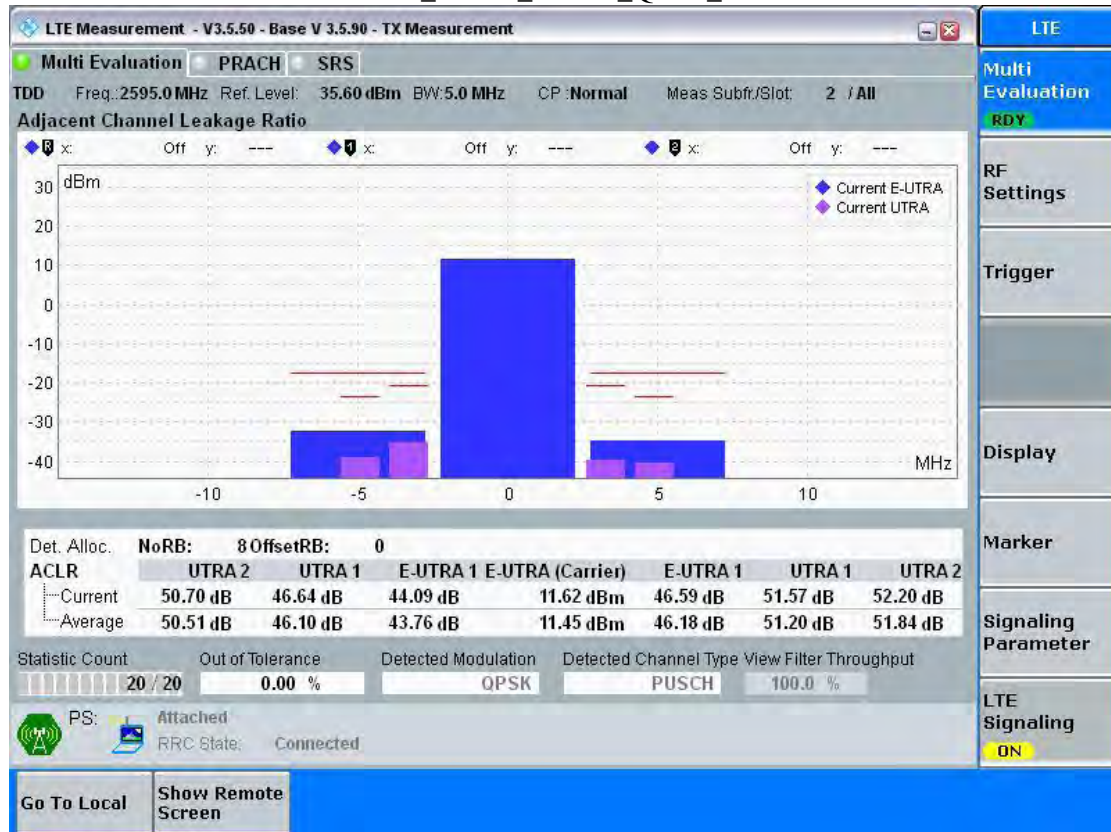 LTE Measurement - V3.5.50 - Base V 3.5.90 - TX Measurement
LTE
Multi Evaluation PRACH SRS
TDD Freq.:2595.0 MHz Ref. Level: 35.60 dBm BW:5.0 MHz CP :Normal Meas Subfr./Slot: 2 / All
Adjacent Channel Leakage Ratio
R x: Off y: --- 1 x: Off y: --- 2 x: Off y: ---
dBm
Current E-UTRA
Current UTRA
30
20
10
0
-10
-20
-30
-40
MHz
-10 -5 0 5 10
Det. Alloc. NoRB: 8 OffsetRB: 0
ACLR UTRA 2 UTRA 1 E-UTRA 1 E-UTRA (Carrier) E-UTRA 1 UTRA 1 UTRA 2
Current 50.70 dB 46.64 dB 44.09 dB 11.62 dBm 46.59 dB 51.57 dB 52.20 dB
Average 50.51 dB 46.10 dB 43.76 dB 11.45 dBm 46.18 dB 51.20 dB 51.84 dB
Statistic Count Out of Tolerance Detected Modulation Detected Channel Type View Filter Throughput
20 / 20 0.00 % QPSK PUSCH 100.0 %
PS: Attached
RRC State: Connected
Multi
Evaluation
RDY
RF
Settings
Trigger
Display
Marker
Signaling
Parameter
LTE
Signaling
ON
Go To Local
Show Remote
Screen